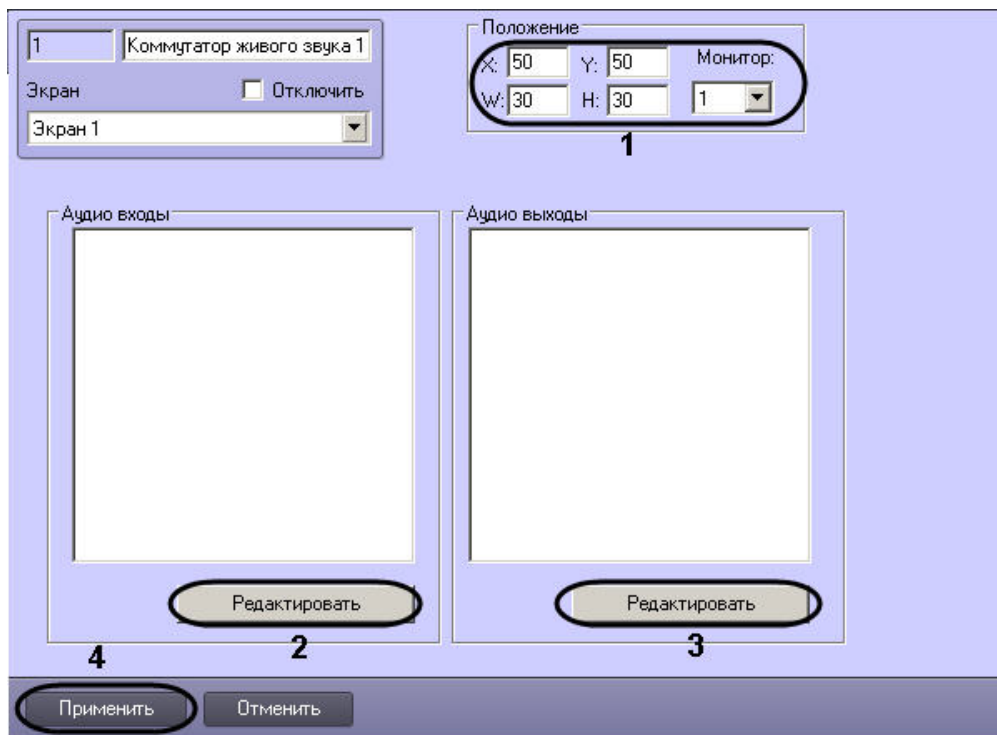 1 Коммутатор живого звука 1
Экран Отключить
Экран 1
Положение
X: 50 Y: 50 Монитор:
W: 30 H: 30 1
1
Аудио входы
Редактировать
2
Аудио выходы
Редактировать
3
4
Применить Отменить